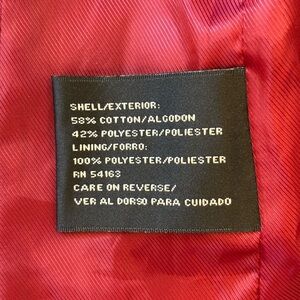 SHELL/EXTERIOR:
58% COTTON/ALGODON
42% POLYESTER/POLIESTER
LINING/FORRO:
100% POLYESTER/POLIESTER
RN 54163
CARE ON REVERSE/
VER AL DORSO PARA CUIDADO